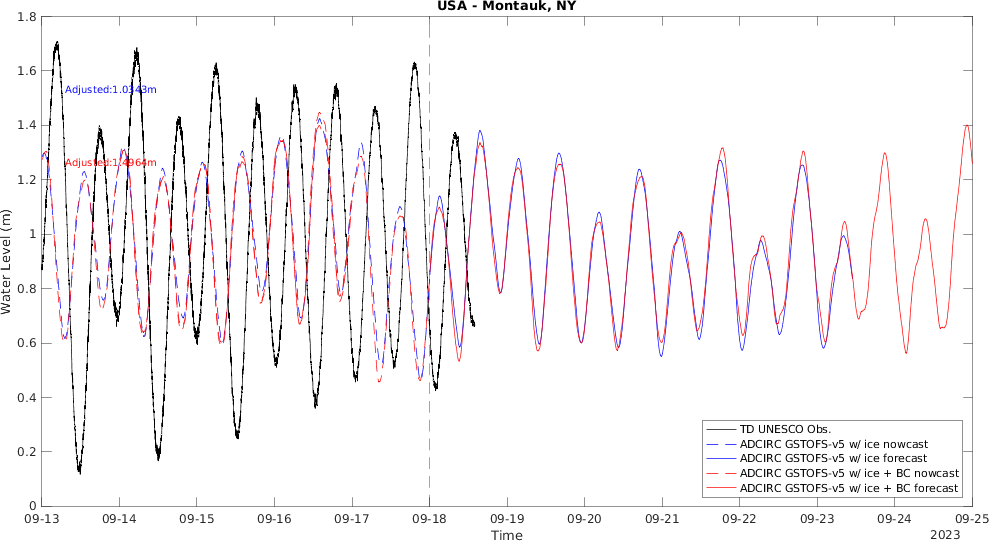 USA - Montauk, NY
1.8
1.6
1.4
1.2
1
0.8
0.6
0.4
0.2
0
Water Level (m)
Adjusted:1.0343m
Adjusted:1.4964m
TD UNESCO Obs.
ADCIRC GSTOFS-v5 w/ ice nowcast
ADCIRC GSTOFS-v5 w/ ice forecast
ADCIRC GSTOFS-v5 w/ ice + BC nowcast
ADCIRC GSTOFS-v5 w/ ice + BC forecast
09-13 09-14 09-15 09-16 09-17 09-18 09-19 09-20 09-21 09-22 09-23 09-24 09-25
Time
2023